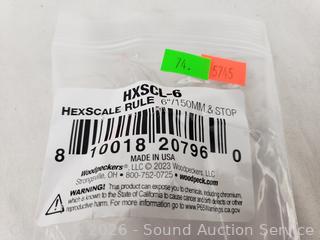 74.
5745
HXSCL-6
HEXSCALE RULE 6"/150MM & STOP
8 10018 20796 0
MADE IN USA
Woodpeckers®, LLC © 2023 Woodpeckers, LLC
Strongsville, OH • 800-752-0725 • woodpeck.com
WARNING! This product can expose you to chemicals, including chromium,
which are known to the State of California to cause cancer and birth defects
or other reproductive harm. For more information go to www.P65Warnings.ca.gov
2026 - Sound Auction Service